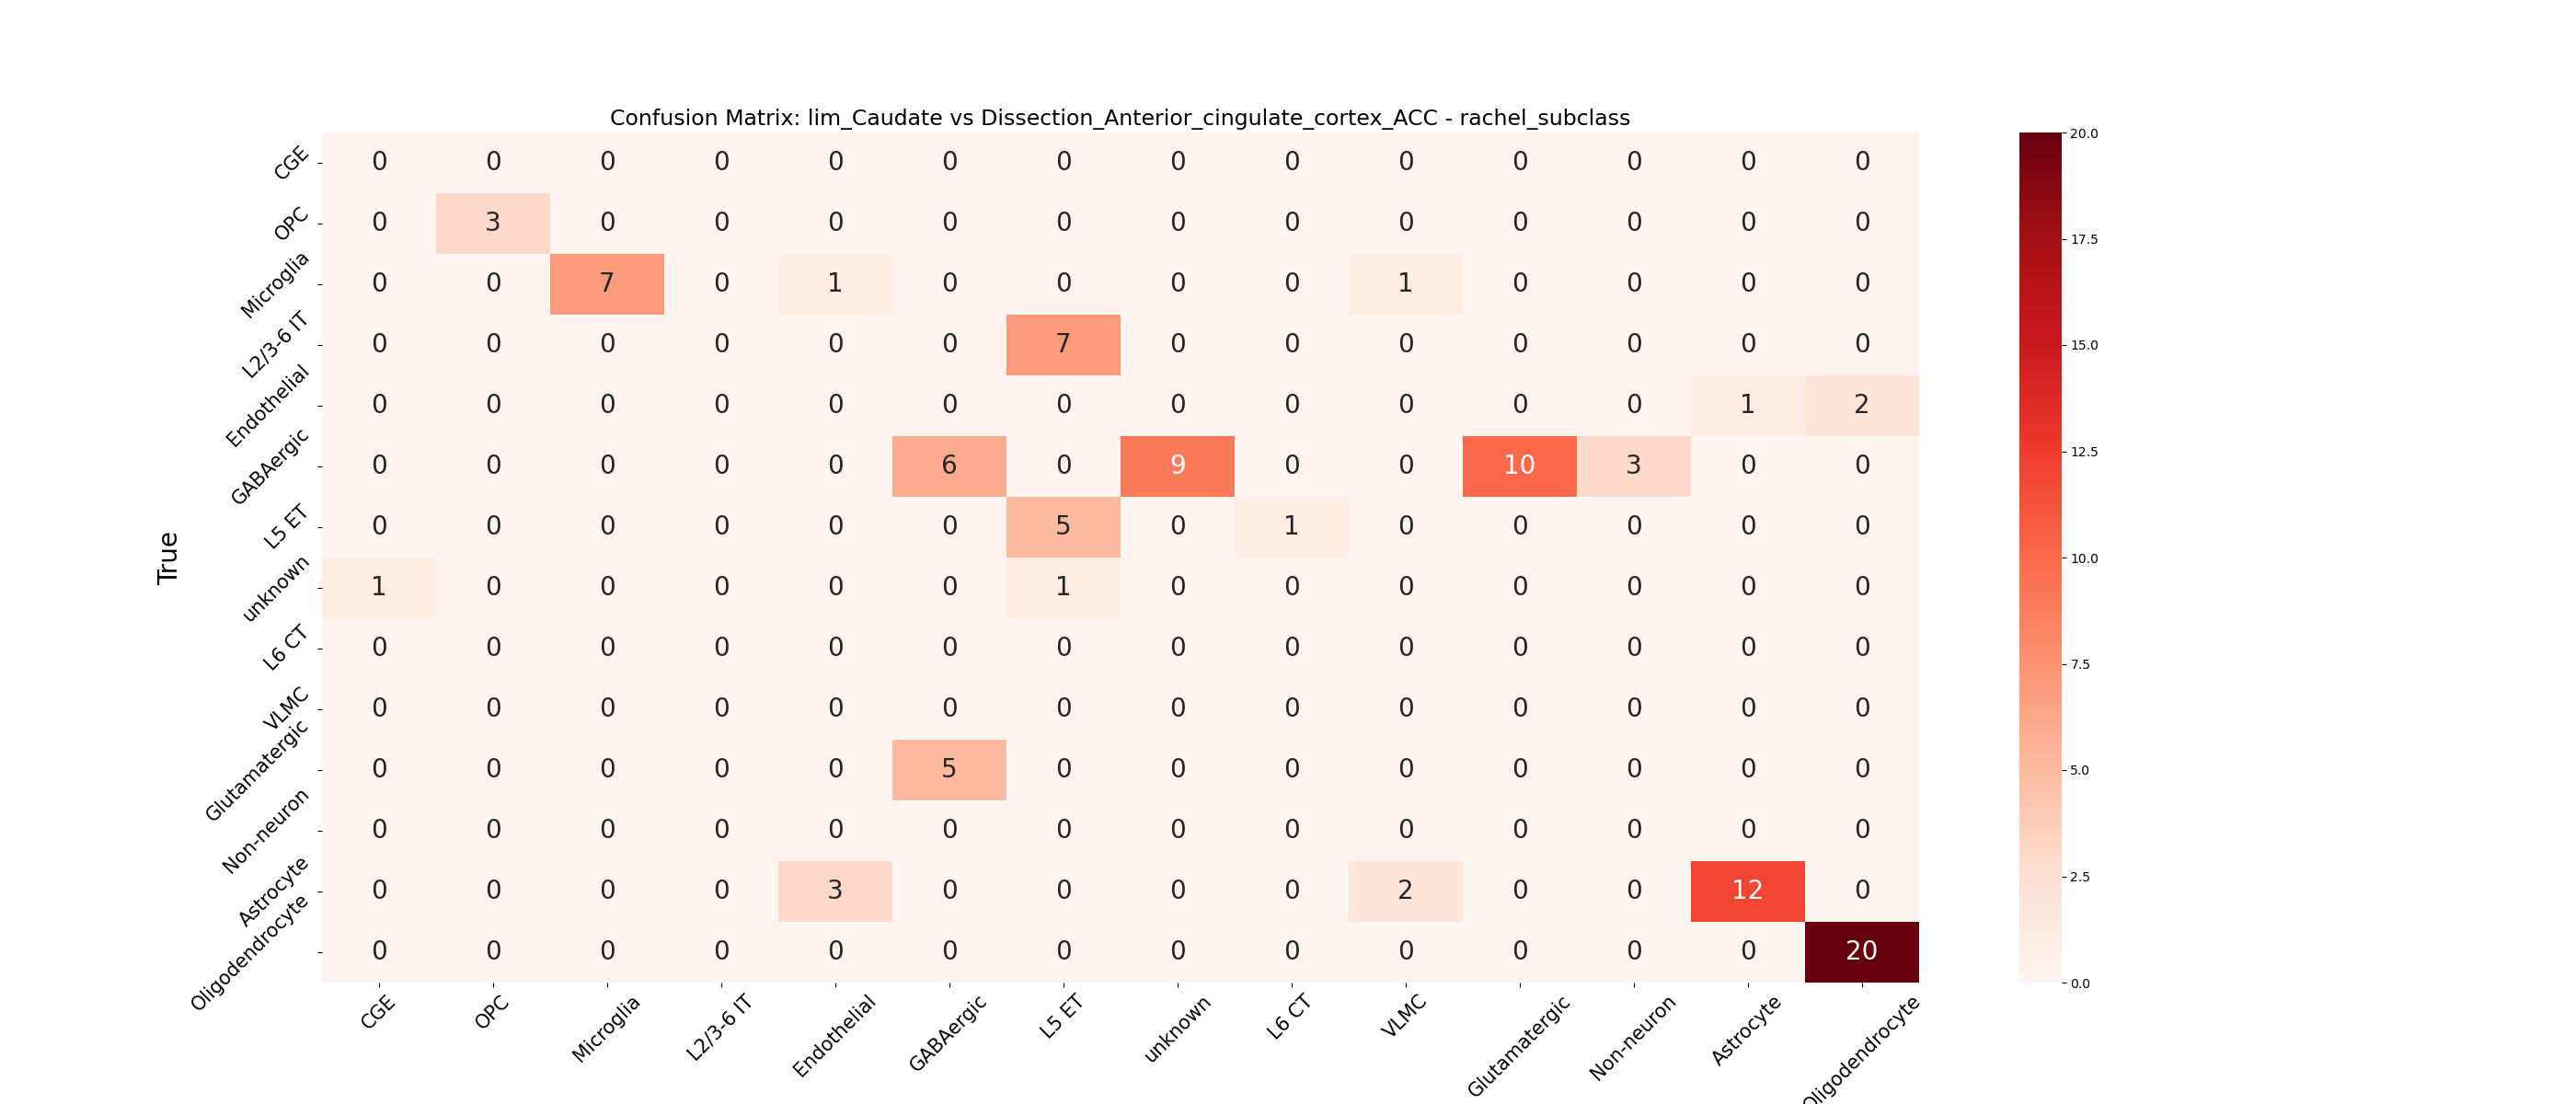 Confusion Matrix: lim_Caudate vs Dissection_Anterior_cingulate_cortex_ACC - rachel_subclass
True
CGE 0 0 0 0 0 0 0 0 0 0 0 0 0 0
OPC 0 3 0 0 0 0 0 0 0 0 0 0 0 0
Microglia 0 0 7 0 1 0 0 0 0 1 0 0 0 0
L2/3-6 IT 0 0 0 0 0 0 7 0 0 0 0 0 0 0
Endothelial 0 0 0 0 0 0 0 0 0 0 0 0 1 2
GABAergic 0 0 0 0 0 6 0 9 0 0 10 3 0 0
L5 ET 0 0 0 0 0 0 5 0 1 0 0 0 0 0
unknown 1 0 0 0 0 0 1 0 0 0 0 0 0 0
L6 CT 0 0 0 0 0 0 0 0 0 0 0 0 0 0
VLMC 0 0 0 0 0 0 0 0 0 0 0 0 0 0
Glutamatergic 0 0 0 0 0 5 0 0 0 0 0 0 0 0
Non-neuron 0 0 0 0 0 0 0 0 0 0 0 0 0 0
Astrocyte 0 0 0 0 3 0 0 0 0 2 0 0 12 0
Oligodendrocyte 0 0 0 0 0 0 0 0 0 0 0 0 0 20
CGE OPC Microglia L2/3-6 IT Endothelial GABAergic L5 ET unknown L6 CT VLMC Glutamatergic Non-neuron Astrocyte Oligodendrocyte
20.0
17.5
15.0
12.5
10.0
7.5
5.0
2.5
0.0